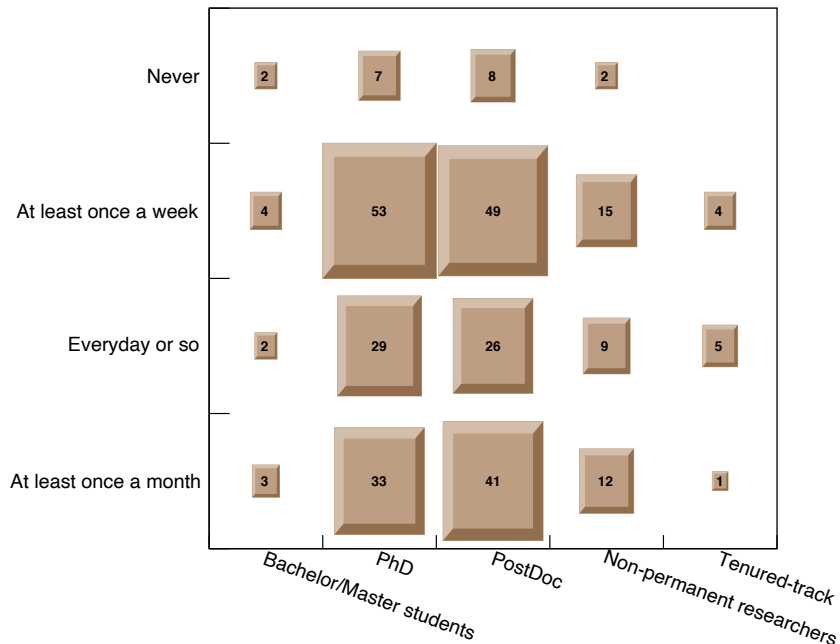 Never
2 7 8 2
At least once a week
4 53 49 15 4
Everyday or so
2 29 26 9 5
At least once a month
3 33 41 12 1
Bachelor/Master students
PhD
PostDoc
Non-permanent researchers
Tenured-track